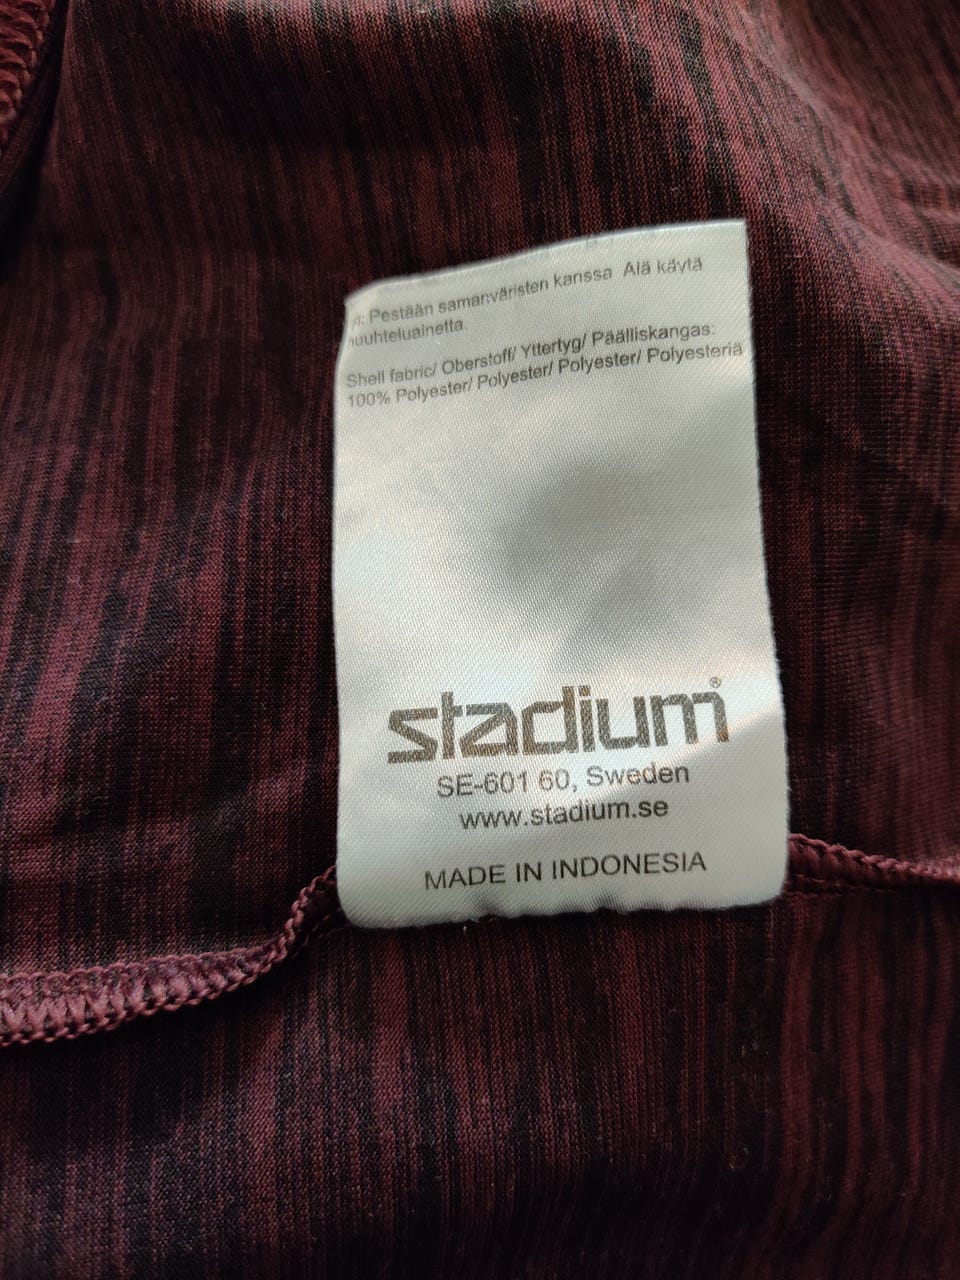 FI: Pestään samanväristen kanssa Älä käytä
huuhteluainetta.
Shell fabric/ Oberstoff/ Yttertyg/ Päälliskangas:
100% Polyester/ Polyester/ Polyester/ Polyesteriä
stadium®
SE-601 60, Sweden
www.stadium.se
MADE IN INDONESIA